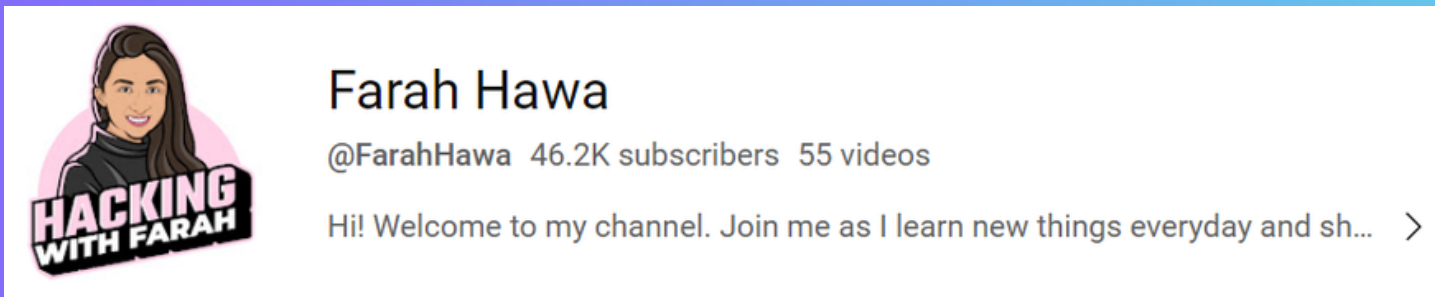 HACKING
WITH FARAH
Farah Hawa
@FarahHawa 46.2K subscribers 55 videos
Hi! Welcome to my channel. Join me as I learn new things everyday and sh...